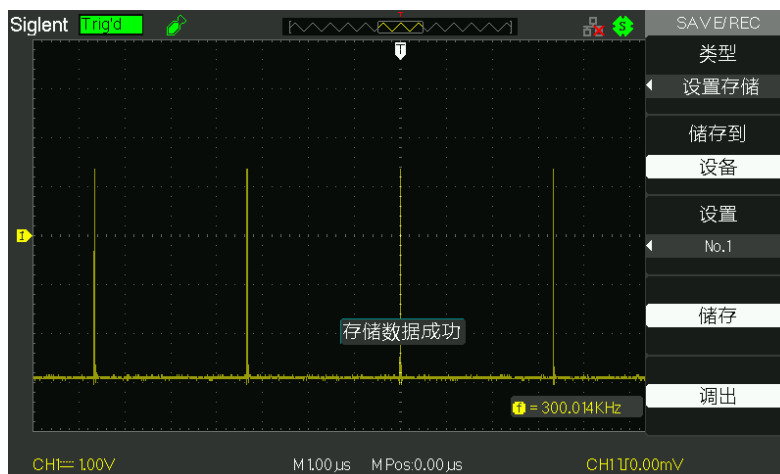 Siglent Trig'd S SAVE/REC
T
类型
设置存储
储存到
设备
设置
No.1
1
存储数据成功
储存
f = 300.014KHz
调出
CH1 1.00V M 1.00µs M Pos:0.00µs CH1 0.00mV